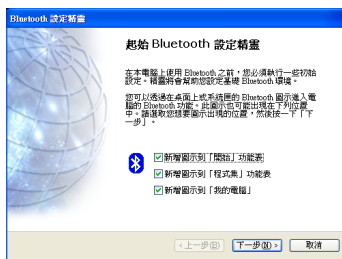 Bluetooth 設定精靈
起始 Bluetooth 設定精靈
在本電腦上使用 Bluetooth 之前，您必須執行一些初始
設定。精靈將會幫助您設定基礎 Bluetooth 環境。
您可以透過在桌面上或系統匣的 Bluetooth 圖示進入電
腦的 Bluetooth 功能。此圖示也可能出現在下列位置
中。請選取您想要圖示出現的位置，然後按一下「下
一步」。
新增圖示到「開始」功能表
新增圖示到「程式集」功能表
新增圖示到「我的電腦」
<上一步(B) 下一步(N)> 取消